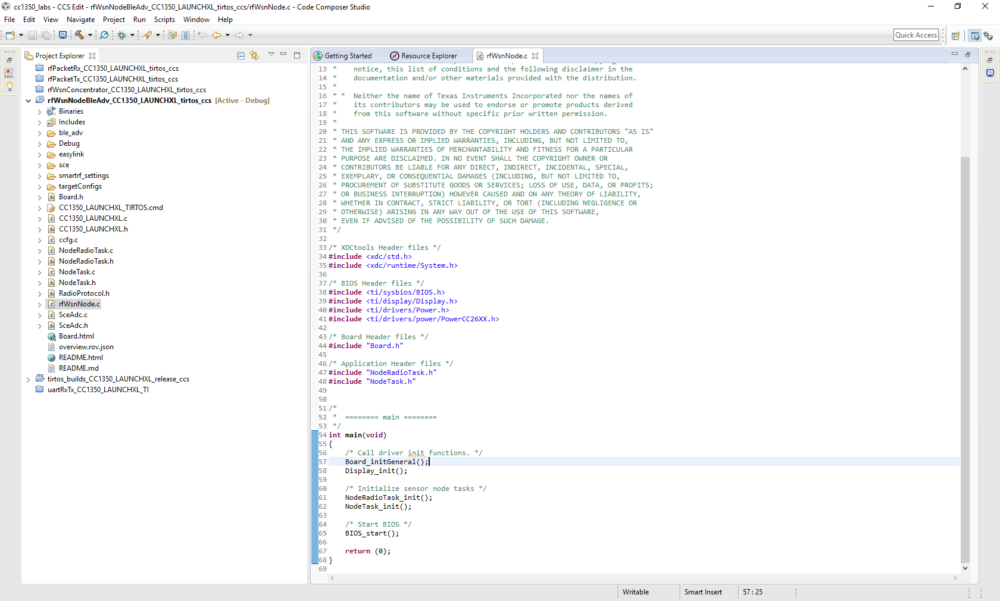 cc1350_labs - CCS Edit - rfWsnNodeBleAdv_CC1350_LAUNCHXL_tirtos_ccs/rfWsnNode.c - Code Composer Studio
File Edit View Navigate Project Run Scripts Window Help
Quick Access
Project Explorer
rfPacketRx_CC1350_LAUNCHXL_tirtos_ccs
rfPacketTx_CC1350_LAUNCHXL_tirtos_ccs
rfWsnConcentrator_CC1350_LAUNCHXL_tirtos_ccs
rfWsnNodeBleAdv_CC1350_LAUNCHXL_tirtos_ccs [Active - Debug]
Binaries
Includes
ble_adv
Debug
easylink
sce
smartrf_settings
targetConfigs
Board.h
CC1350_LAUNCHXL_TIRTOS.cmd
CC1350_LAUNCHXL.c
CC1350_LAUNCHXL.h
ccfg.c
NodeRadioTask.c
NodeRadioTask.h
NodeTask.c
NodeTask.h
RadioProtocol.h
rfWsnNode.c
SceAdc.c
SceAdc.h
Board.html
overview.rov.json
README.html
README.md
tirtos_builds_CC1350_LAUNCHXL_release_ccs
uartRxTx_CC1350_LAUNCHXL_TI
Getting Started Resource Explorer rfWsnNode.c
13 *    notice, this list of conditions and the following disclaimer in the
14 *    documentation and/or other materials provided with the distribution.
15 *
16 * *  Neither the name of Texas Instruments Incorporated nor the names of
17 *    its contributors may be used to endorse or promote products derived
18 *    from this software without specific prior written permission.
19 *
20 * THIS SOFTWARE IS PROVIDED BY THE COPYRIGHT HOLDERS AND CONTRIBUTORS "AS IS"
21 * AND ANY EXPRESS OR IMPLIED WARRANTIES, INCLUDING, BUT NOT LIMITED TO,
22 * THE IMPLIED WARRANTIES OF MERCHANTABILITY AND FITNESS FOR A PARTICULAR
23 * PURPOSE ARE DISCLAIMED. IN NO EVENT SHALL THE COPYRIGHT OWNER OR
24 * CONTRIBUTORS BE LIABLE FOR ANY DIRECT, INDIRECT, INCIDENTAL, SPECIAL,
25 * EXEMPLARY, OR CONSEQUENTIAL DAMAGES (INCLUDING, BUT NOT LIMITED TO,
26 * PROCUREMENT OF SUBSTITUTE GOODS OR SERVICES; LOSS OF USE, DATA, OR PROFITS;
27 * OR BUSINESS INTERRUPTION) HOWEVER CAUSED AND ON ANY THEORY OF LIABILITY,
28 * WHETHER IN CONTRACT, STRICT LIABILITY, OR TORT (INCLUDING NEGLIGENCE OR
29 * OTHERWISE) ARISING IN ANY WAY OUT OF THE USE OF THIS SOFTWARE,
30 * EVEN IF ADVISED OF THE POSSIBILITY OF SUCH DAMAGE.
31 */
32
33 /* XDCtools Header files */
34 #include <xdc/std.h>
35 #include <xdc/runtime/System.h>
36
37 /* BIOS Header files */
38 #include <ti/sysbios/BIOS.h>
39 #include <ti/display/Display.h>
40 #include <ti/drivers/Power.h>
41 #include <ti/drivers/power/PowerCC26XX.h>
42
43 /* Board Header files */
44 #include "Board.h"
45
46 /* Application Header files */
47 #include "NodeRadioTask.h"
48 #include "NodeTask.h"
49
50
51 /*
52 *  ======== main ========
53 */
54 int main(void)
55 {
56    /* Call driver init functions. */
57    Board_initGeneral();
58    Display_init();
59
60    /* Initialize sensor node tasks */
61    NodeRadioTask_init();
62    NodeTask_init();
63
64    /* Start BIOS */
65    BIOS_start();
66
67    return (0);
68 }
69
Writable Smart Insert 57 : 25